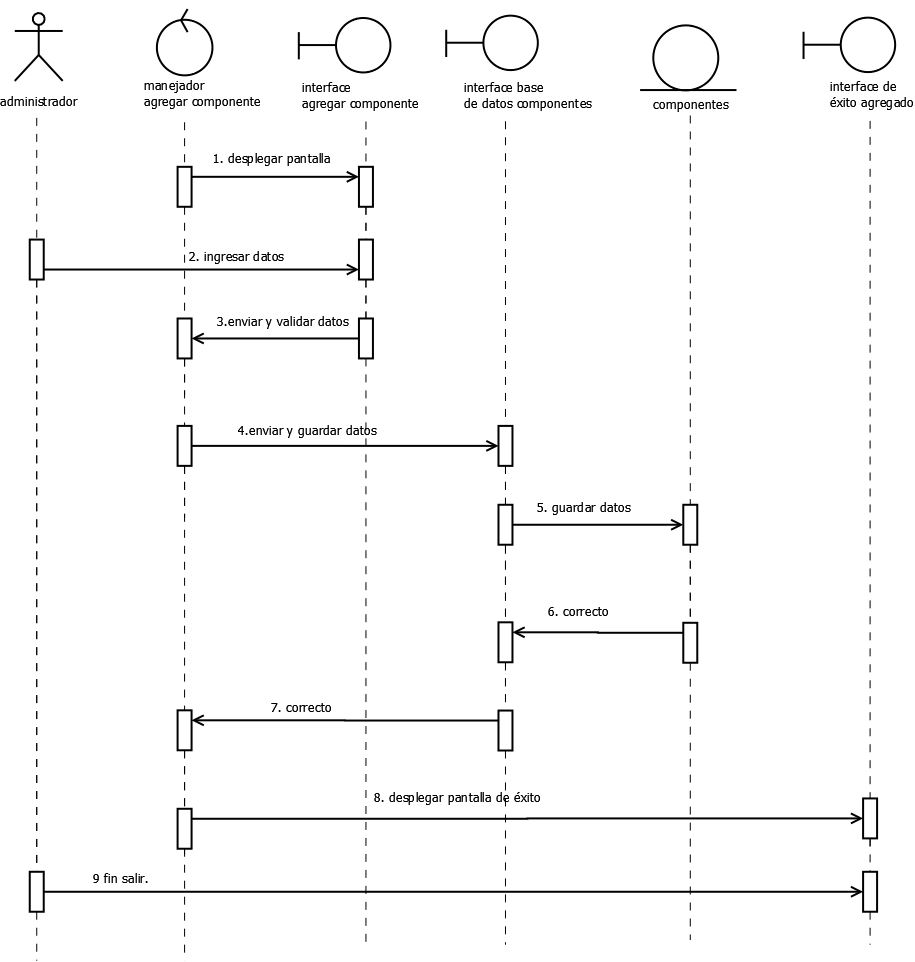 administrador
manejador
agregar componente
interface
agregar componente
interface base
de datos componentes
componentes
interface de
éxito agregado
1. desplegar pantalla
2. ingresar datos
3.enviar y validar datos
4.enviar y guardar datos
5. guardar datos
6. correcto
7. correcto
8. desplegar pantalla de éxito
9 fin salir.